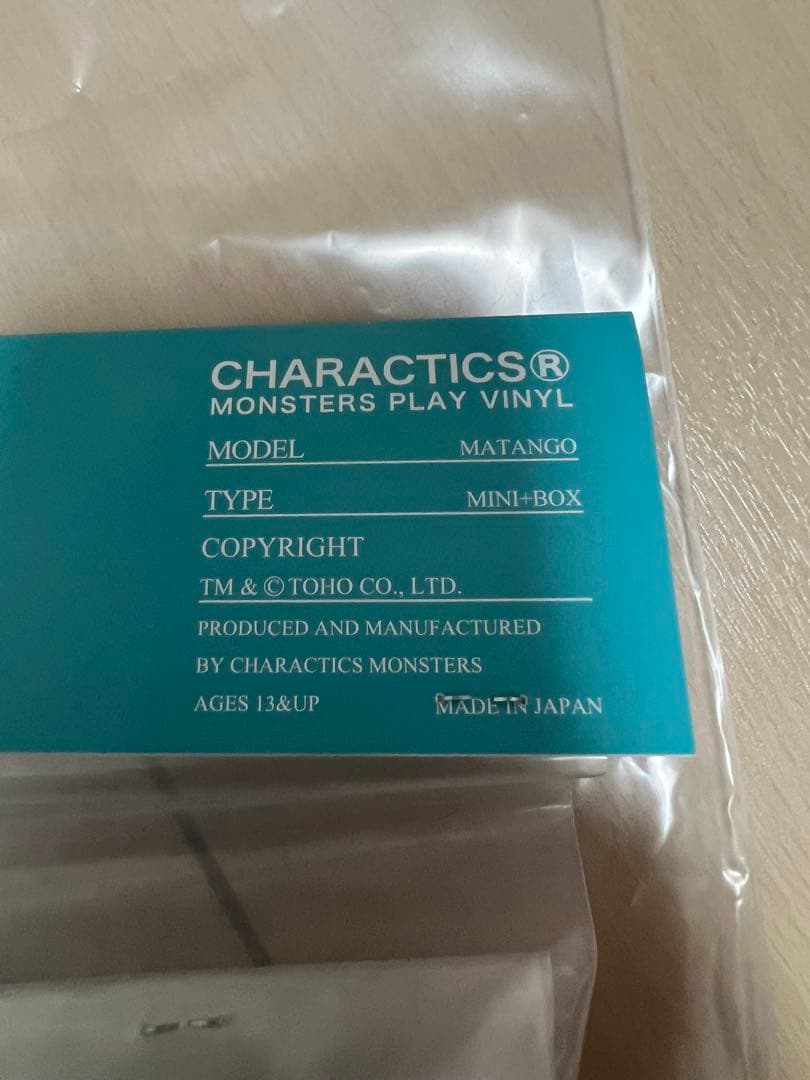 CHARACTICS®
MONSTERS PLAY VINYL
MODEL MATANGO
TYPE MINI+BOX
COPYRIGHT
TM & © TOHO CO., LTD.
PRODUCED AND MANUFACTURED
BY CHARACTICS MONSTERS
AGES 13&UP MADE IN JAPAN